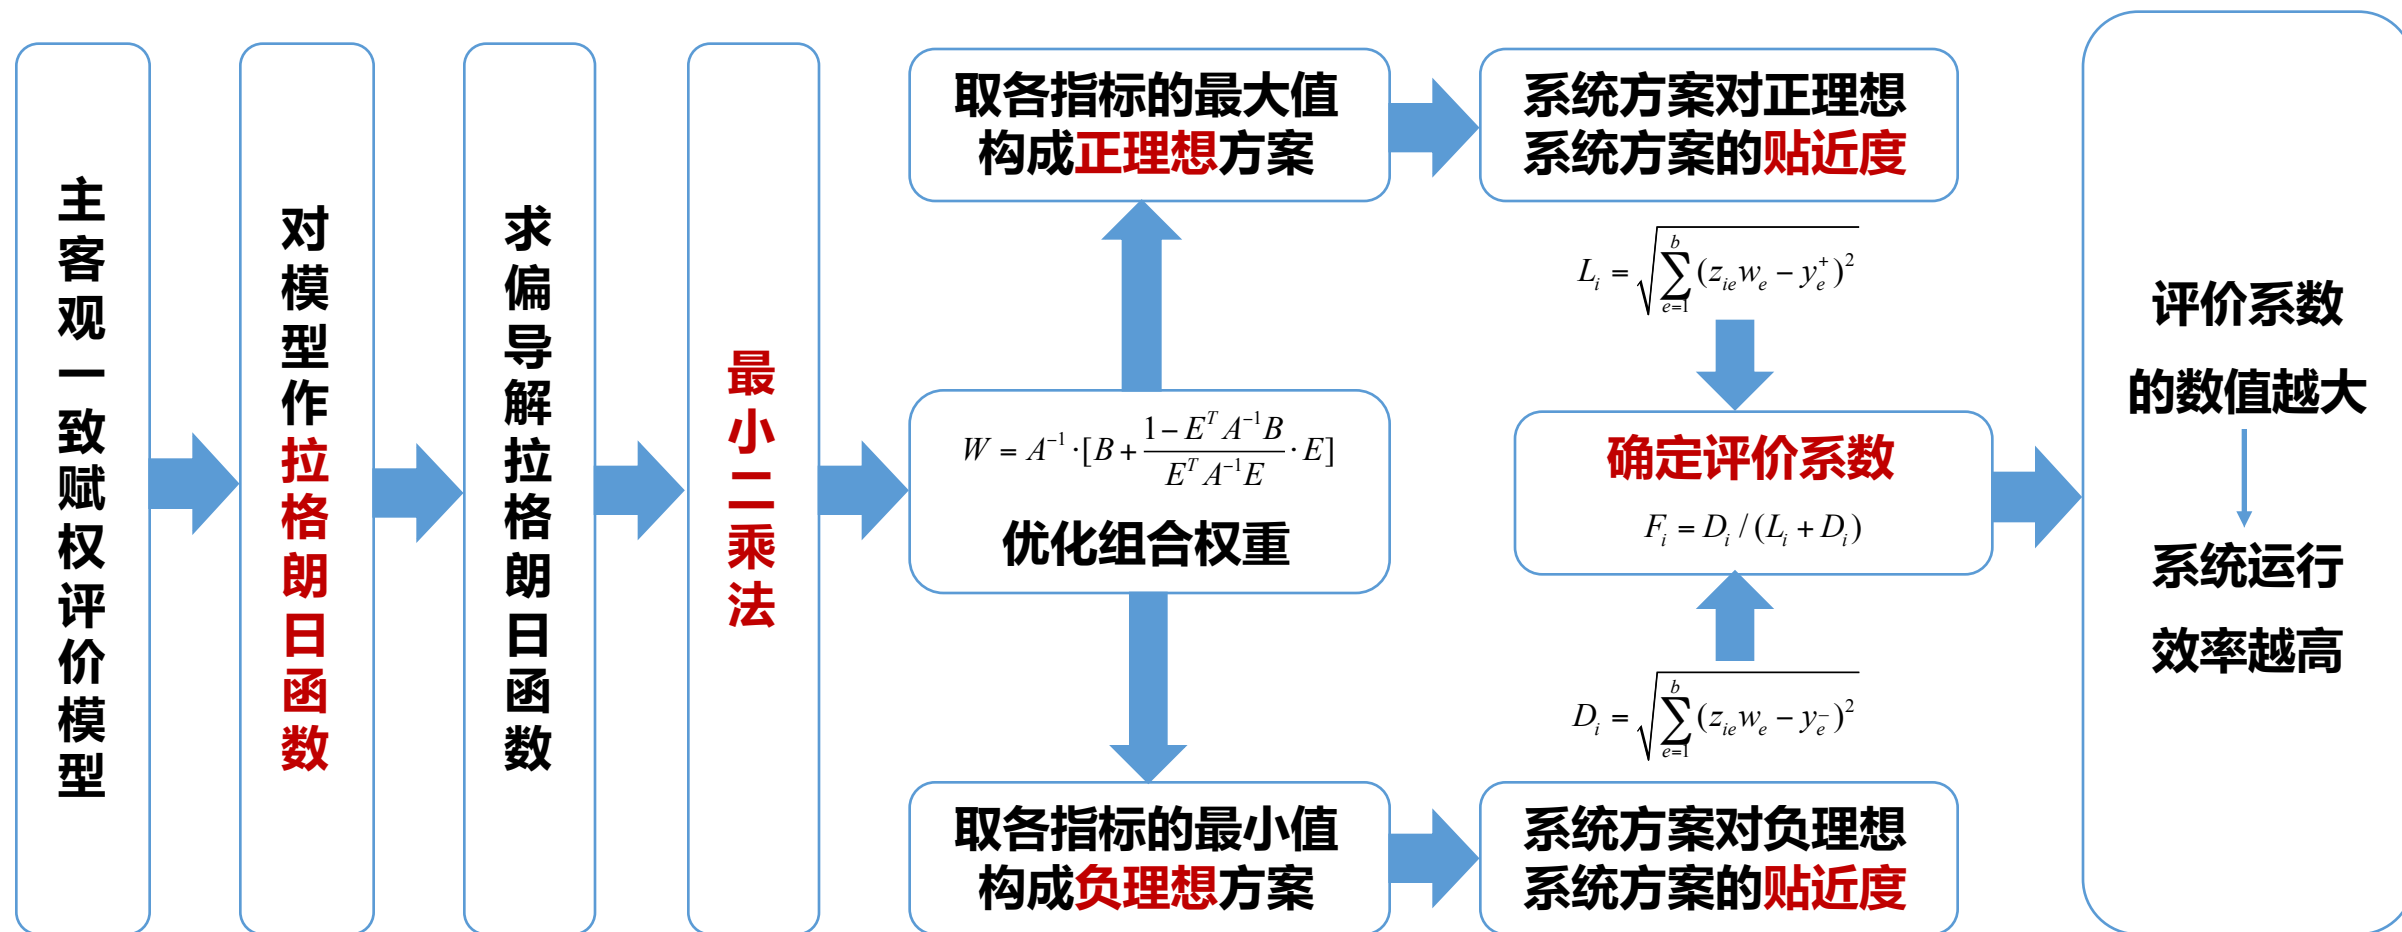 主客观一致赋权评价模型
对模型作拉格朗日函数
求偏导解拉格朗日函数
最小二乘法
取各指标的最大值
构成正理想方案
W = A⁻¹ ·[B + (1 − EᵀA⁻¹B)/(EᵀA⁻¹E) · E]
优化组合权重
取各指标的最小值
构成负理想方案
系统方案对正理想
系统方案的贴近度
L_i = √(∑_{e=1}^{b} (z_{ie}w_e − y_e^+)²)
确定评价系数
F_i = D_i / (L_i + D_i)
D_i = √(∑_{e=1}^{b} (z_{ie}w_e − y_e^−)²)
系统方案对负理想
系统方案的贴近度
评价系数
的数值越大
系统运行
效率越高